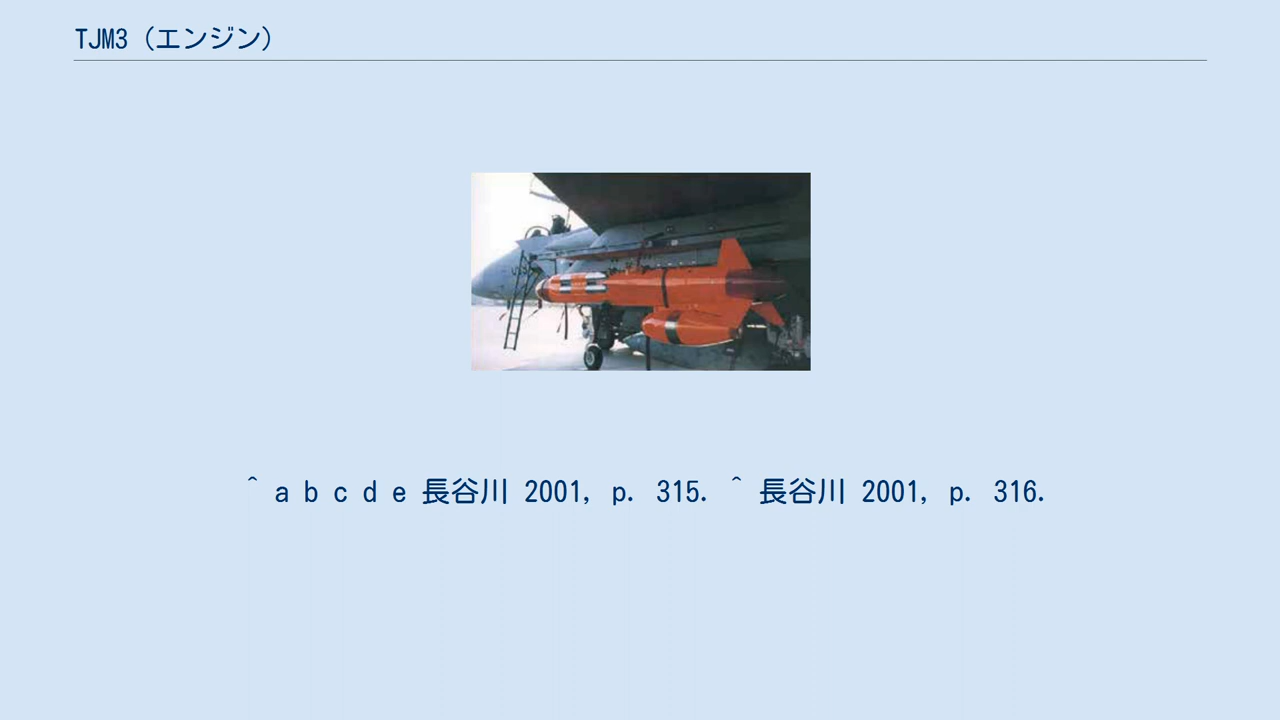 TJM3（エンジン）
^ a b c d e 長谷川 2001, p. 315. ^ 長谷川 2001, p. 316.